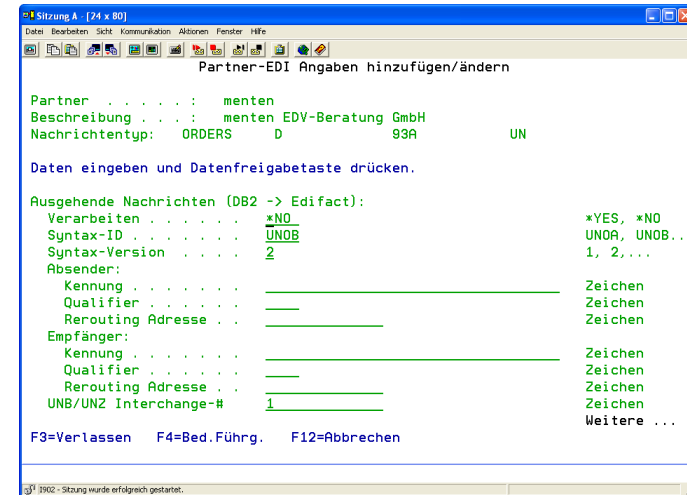 Sitzung A - [24 x 80]
Datei Bearbeiten Sicht Kommunikation Aktionen Fenster Hilfe
Partner-EDI Angaben hinzufügen/ändern
Partner . . . . . : menten
Beschreibung . . . : menten EDV-Beratung GmbH
Nachrichtentyp: ORDERS D 93A UN
Daten eingeben und Datenfreigabetaste drücken.
Ausgehende Nachrichten (DB2 -> Edifact):
Verarbeiten . . . . . . *NO *YES, *NO
Syntax-ID . . . . . . . UNOB UNOA, UNOB..
Syntax-Version . . . . 2 1, 2,...
Absender:
Kennung . . . . . . . Zeichen
Qualifier . . . . . . Zeichen
Rerouting Adresse . . Zeichen
Empfänger:
Kennung . . . . . . . Zeichen
Qualifier . . . . . . Zeichen
Rerouting Adresse . . Zeichen
UNB/UNZ Interchange-# 1 Zeichen
Weitere ...
F3=Verlassen F4=Bed.Führg. F12=Abbrechen
I902 - Sitzung wurde erfolgreich gestartet.